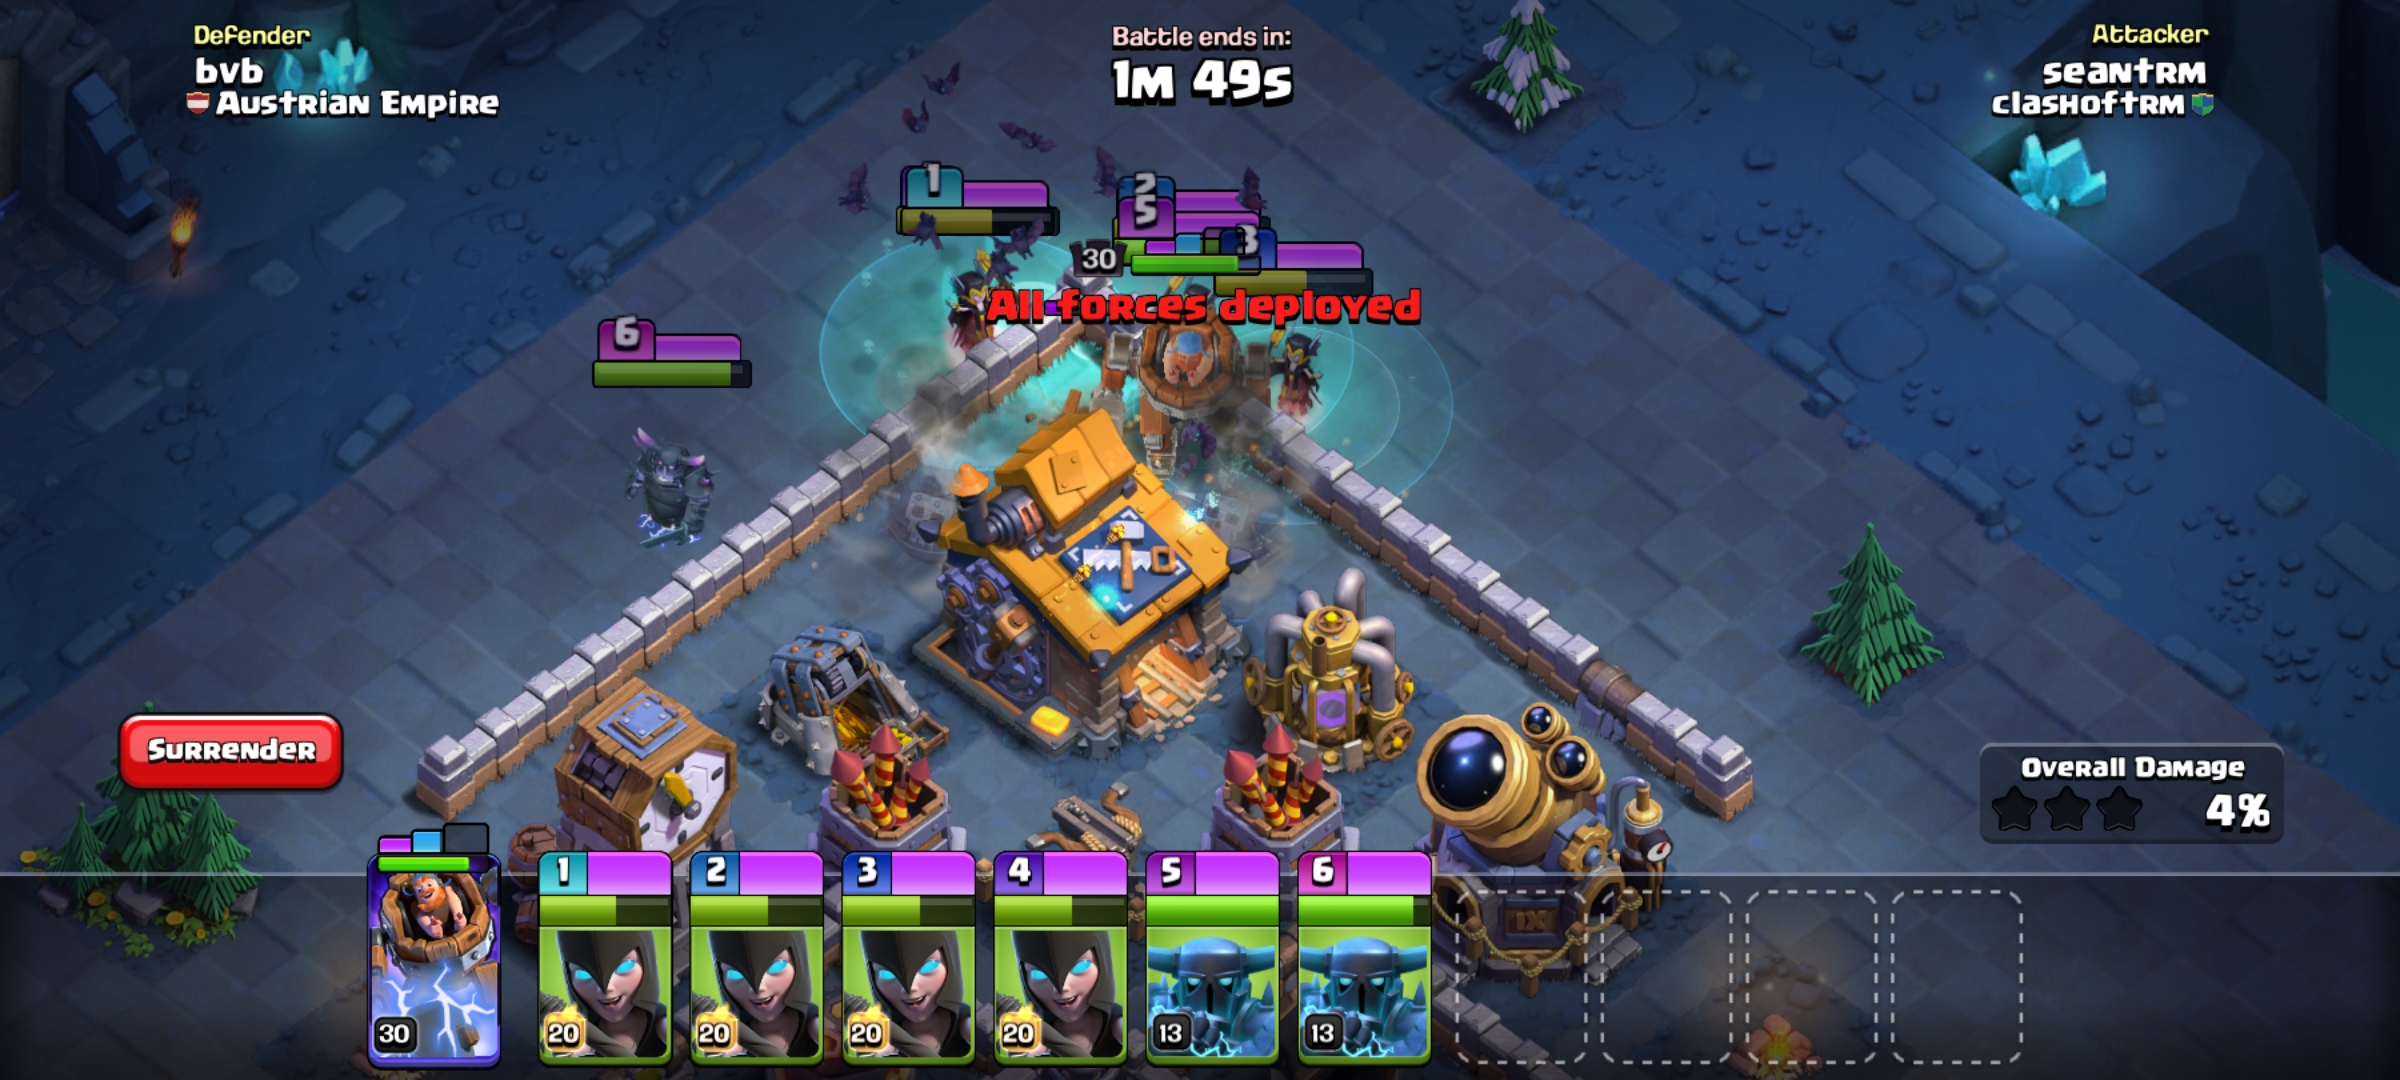 Defender
bvb
Austrian Empire
Battle ends in:
1M 49s
Attacker
seantrm
clashoftrm
1
2
5
3
30
All forces deployed
6
Surrender
Overall Damage
4%
1
2
3
4
5
6
30
20
20
20
20
13
13
IX